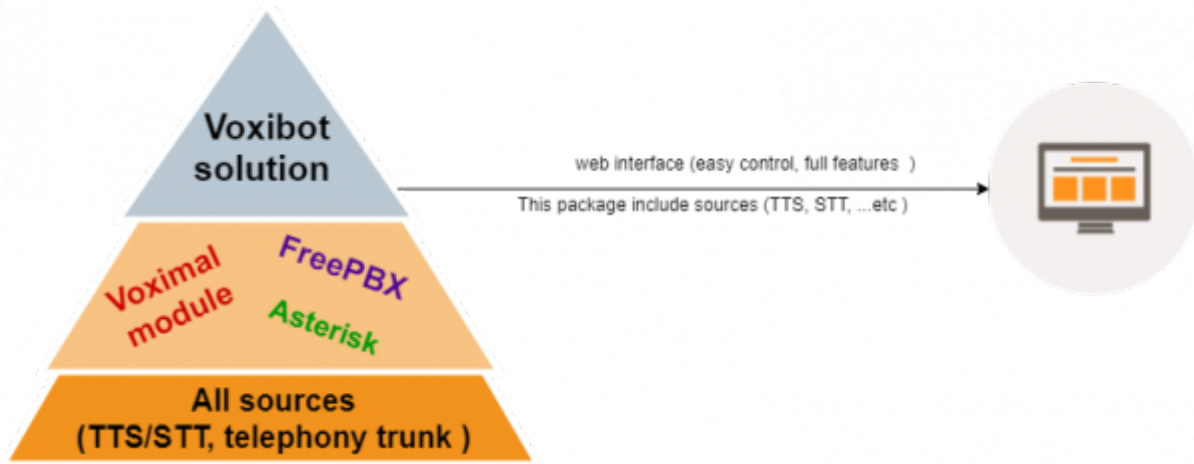 Voxibot
solution
web interface (easy control, full features )
This package include sources (TTS, STT, ...etc )
Voximal
module
FreePBX
Asterisk
All sources
(TTS/STT, telephony trunk )